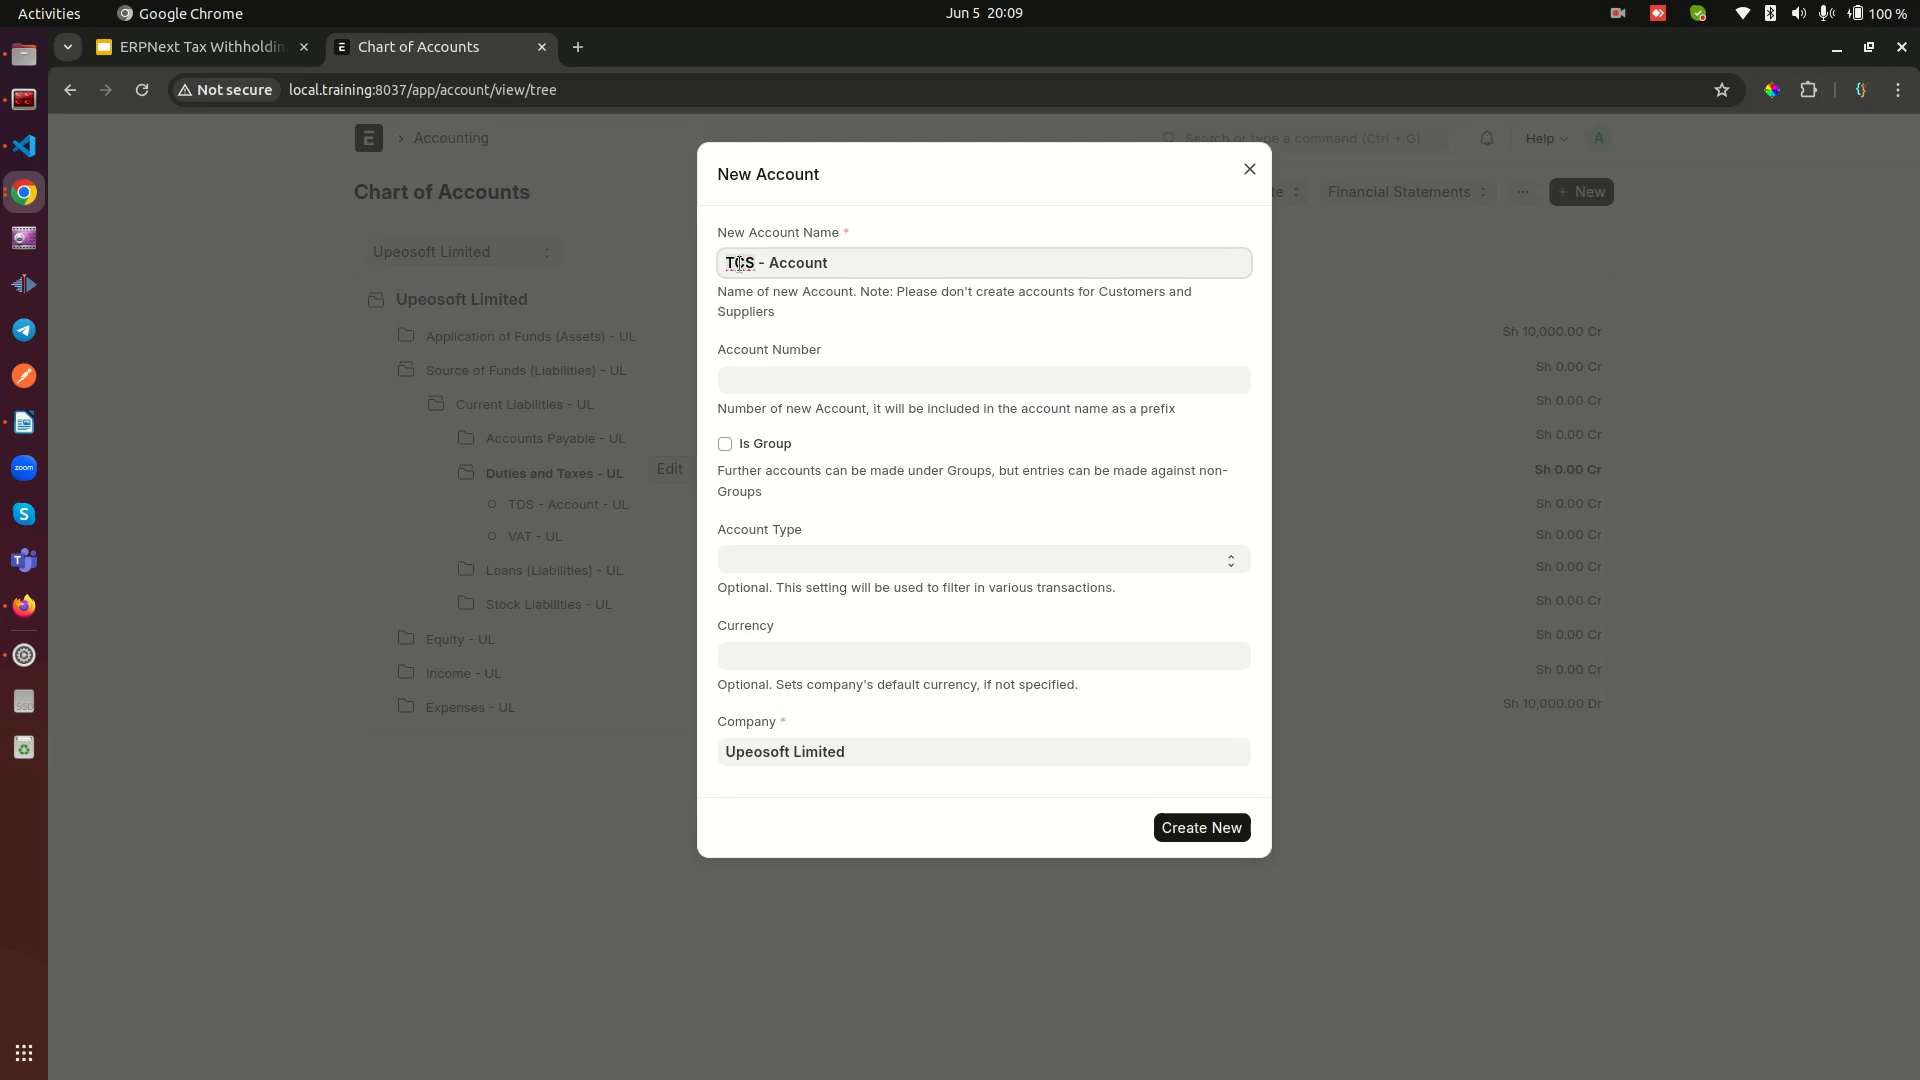 Activities Google Chrome Jun 5 20:09 100 %
ERPNext Tax Withholdin Chart of Accounts
Not secure local.training:8037/app/account/view/tree
E Accounting Search or type a command (Ctrl + G) Help A
Chart of Accounts te Financial Statements ... + New
Upeosoft Limited
Upeosoft Limited
Application of Funds (Assets) - UL Sh 10,000.00 Cr
Source of Funds (Liabilities) - UL Sh 0.00 Cr
Current Liabilities - UL Sh 0.00 Cr
Accounts Payable - UL Sh 0.00 Cr
Duties and Taxes - UL Edit Sh 0.00 Cr
TDS - Account - UL Sh 0.00 Cr
VAT - UL Sh 0.00 Cr
Loans (Liabilities) - UL Sh 0.00 Cr
Stock Liabilities - UL Sh 0.00 Cr
Equity - UL Sh 0.00 Cr
Income - UL Sh 0.00 Cr
Expenses - UL Sh 10,000.00 Dr
New Account
New Account Name *
TCS - Account
Name of new Account. Note: Please don't create accounts for Customers and
Suppliers
Account Number
Number of new Account, it will be included in the account name as a prefix
Is Group
Further accounts can be made under Groups, but entries can be made against non-
Groups
Account Type
Optional. This setting will be used to filter in various transactions.
Currency
Optional. Sets company's default currency, if not specified.
Company *
Upeosoft Limited
Create New
zoom
SSD